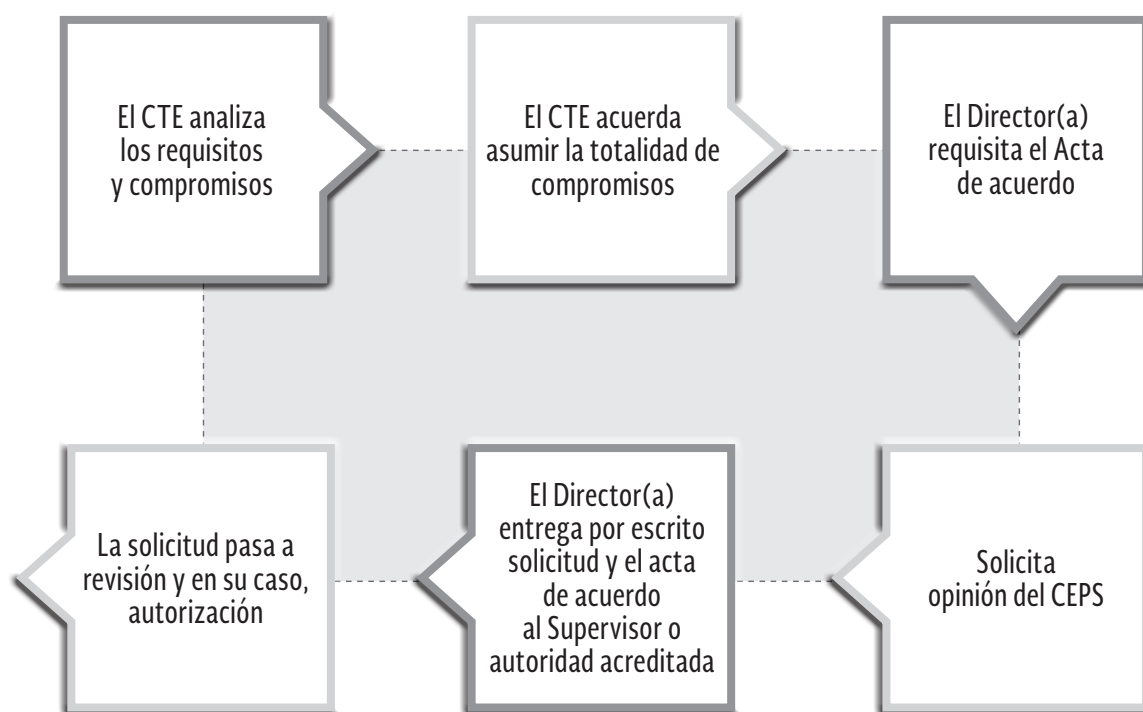 El CTE analiza
los requisitos
y compromisos
El CTE acuerda
asumir la totalidad de
compromisos
El Director(a)
requisita el Acta
de acuerdo
Solicita
opinión del CEPS
El Director(a)
entrega por escrito
solicitud y el acta
de acuerdo
al Supervisor o
autoridad acreditada
La solicitud pasa a
revisión y en su caso,
autorización